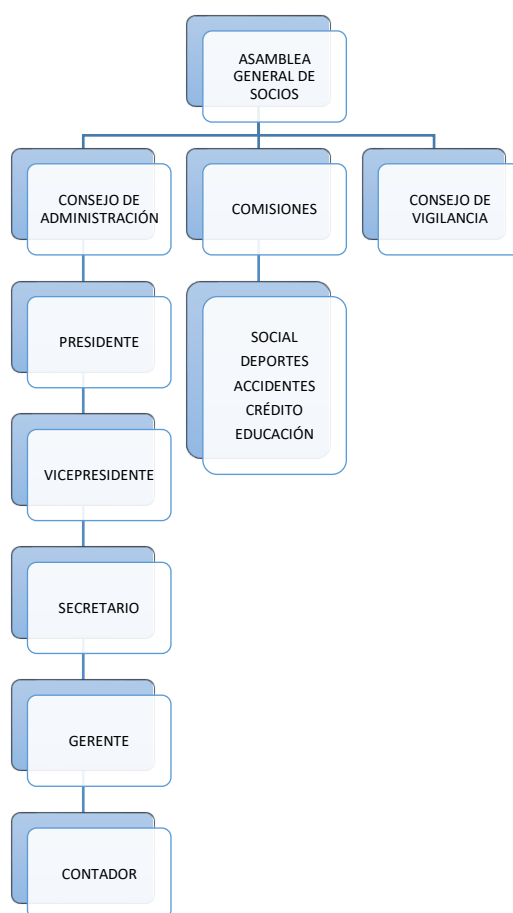 ASAMBLEA
GENERAL DE
SOCIOS
CONSEJO DE
ADMINISTRACIÓN
COMISIONES
CONSEJO DE
VIGILANCIA
PRESIDENTE
SOCIAL
DEPORTES
ACCIDENTES
CRÉDITO
EDUCACIÓN
VICEPRESIDENTE
SECRETARIO
GERENTE
CONTADOR